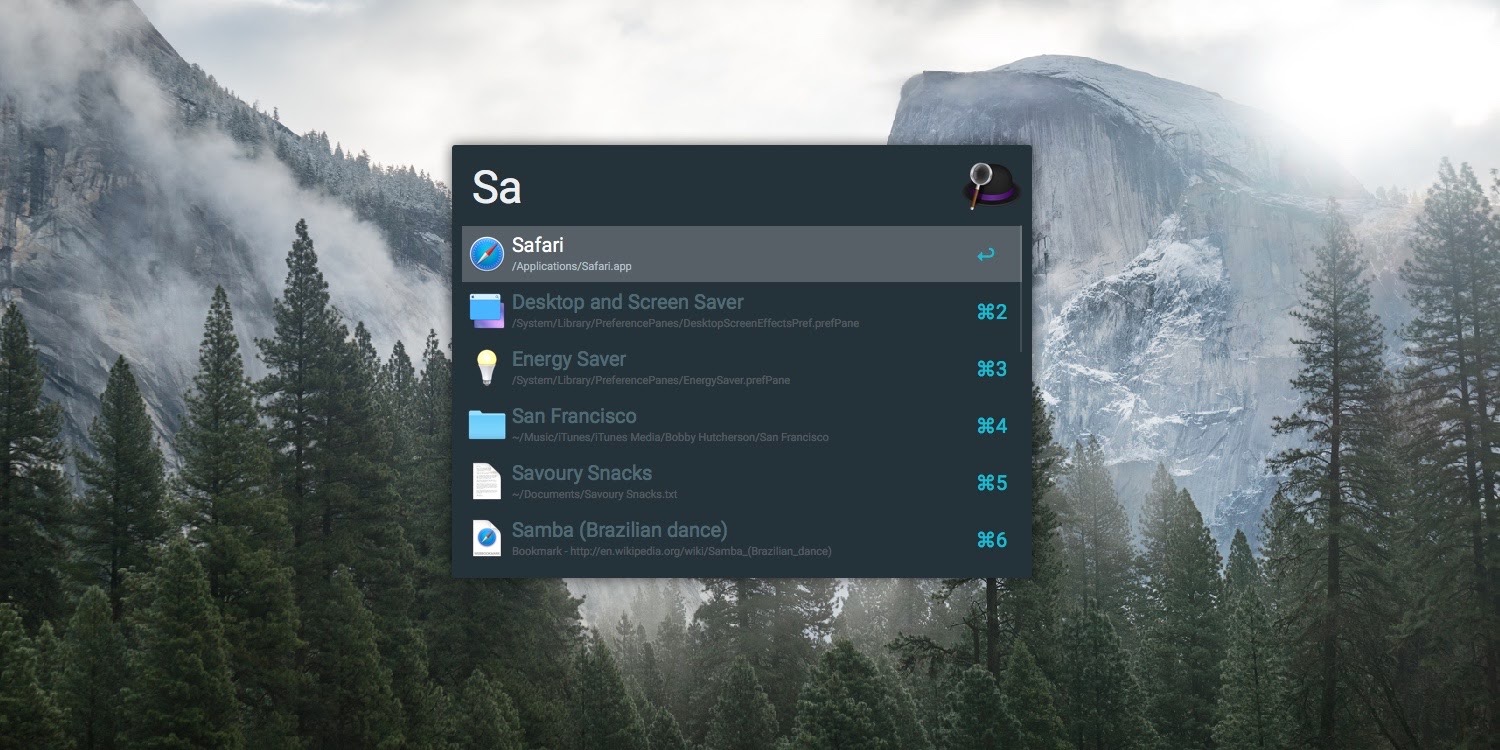 Sa
Safari
/Applications/Safari.app
↩
Desktop and Screen Saver
/System/Library/PreferencePanes/DesktopScreenEffectsPref.prefPane
⌘2
Energy Saver
/System/Library/PreferencePanes/EnergySaver.prefPane
⌘3
San Francisco
~/Music/iTunes/iTunes Media/Bobby Hutcherson/San Francisco
⌘4
Savoury Snacks
~/Documents/Savoury Snacks.txt
⌘5
Samba (Brazilian dance)
Bookmark - http://en.wikipedia.org/wiki/Samba_(Brazilian_dance)
⌘6